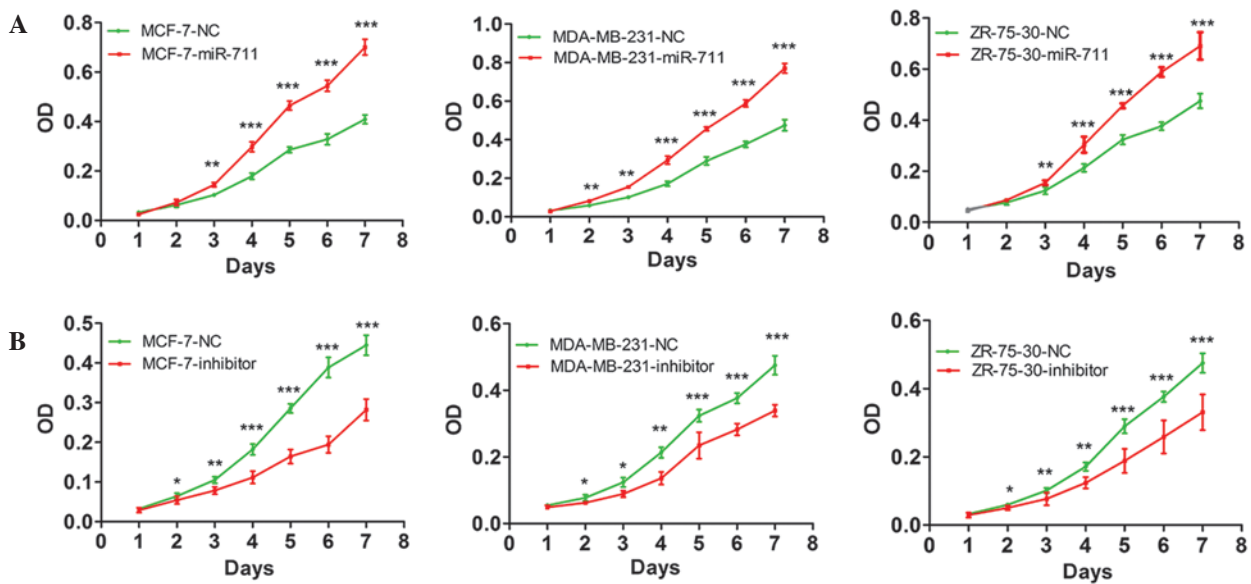 A
MCF-7-NC
MCF-7-miR-711
OD
0.8
0.6
0.4
0.2
0.0
** *** *** *** ***
0 1 2 3 4 5 6 7 8
Days
MDA-MB-231-NC
MDA-MB-231-miR-711
OD
1.0
0.8
0.6
0.4
0.2
0.0
** ** *** *** *** ***
0 1 2 3 4 5 6 7 8
Days
ZR-75-30-NC
ZR-75-30-miR-711
OD
0.8
0.6
0.4
0.2
0.0
** *** *** *** ***
0 1 2 3 4 5 6 7 8
Days
B
MCF-7-NC
MCF-7-inhibitor
OD
0.5
0.4
0.3
0.2
0.1
0.0
* ** *** *** *** ***
0 1 2 3 4 5 6 7 8
Days
MDA-MB-231-NC
MDA-MB-231-inhibitor
OD
0.6
0.4
0.2
0.0
* * ** *** *** ***
0 1 2 3 4 5 6 7 8
Days
ZR-75-30-NC
ZR-75-30-inhibitor
OD
0.6
0.4
0.2
0.0
* ** ** *** *** ***
0 1 2 3 4 5 6 7 8
Days